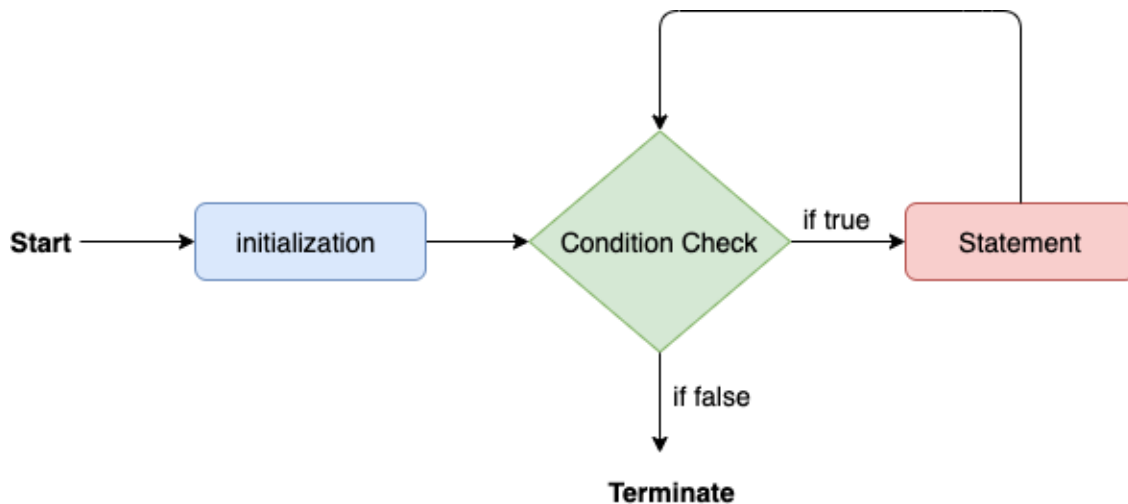 Start
initialization
Condition Check
if true
Statement
if false
Terminate